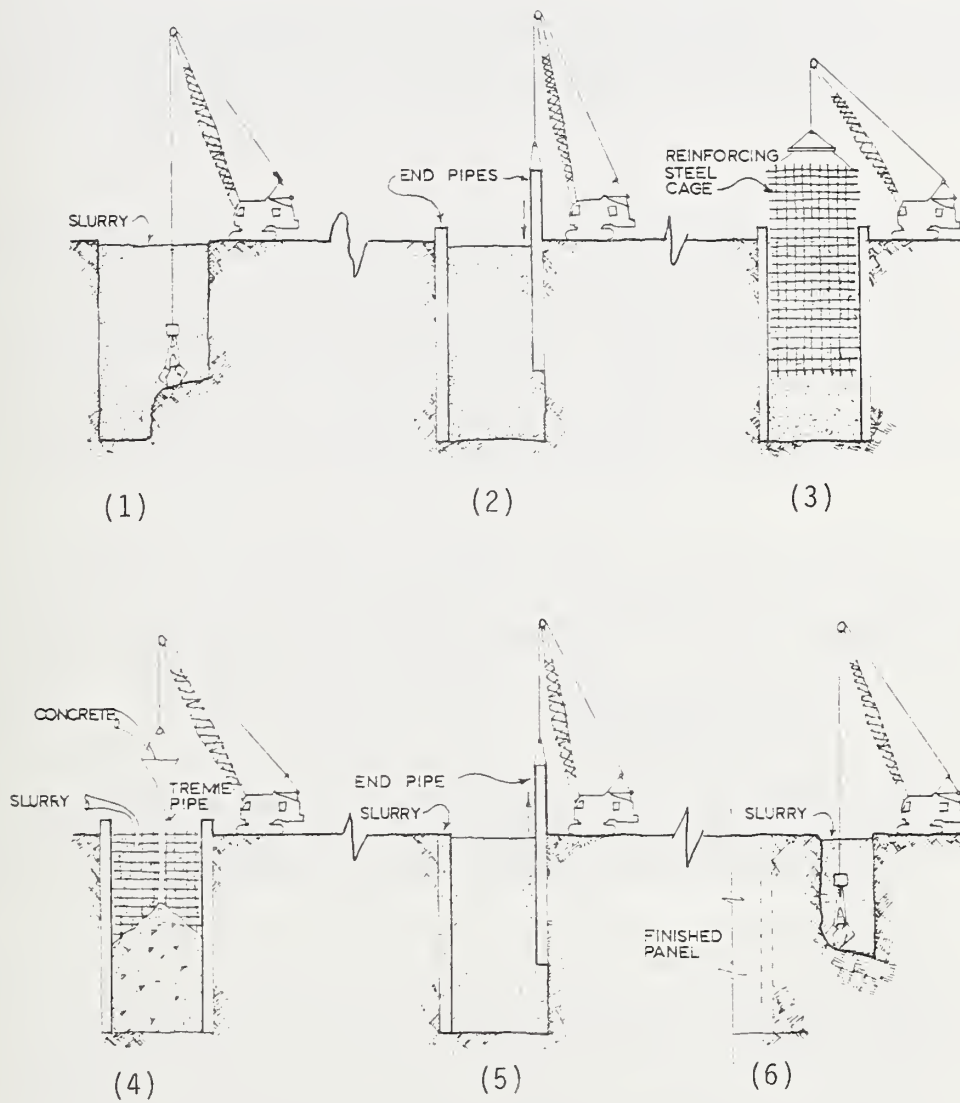 SLURRY
END PIPES
REINFORCING
STEEL
CAGE
(1)
(2)
(3)
CONCRETE
SLURRY
TREMIE
PIPE
END PIPE
SLURRY
SLURRY
FINISHED
PANEL
(4)
(5)
(6)